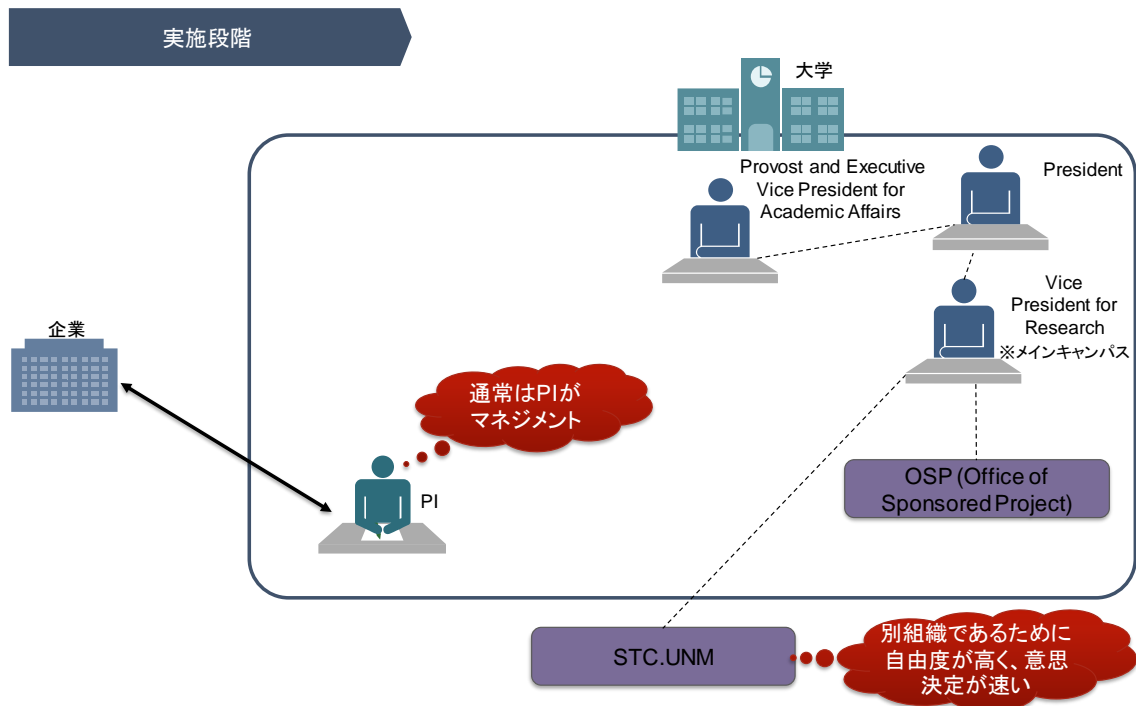 実施段階
大学
Provost and Executive
Vice President for
Academic Affairs
President
Vice
President for
Research
※メインキャンパス
企業
通常はPIが
マネジメント
PI
OSP (Office of
Sponsored Project)
STC.UNM
別組織であるために
自由度が高く、意思
決定が速い